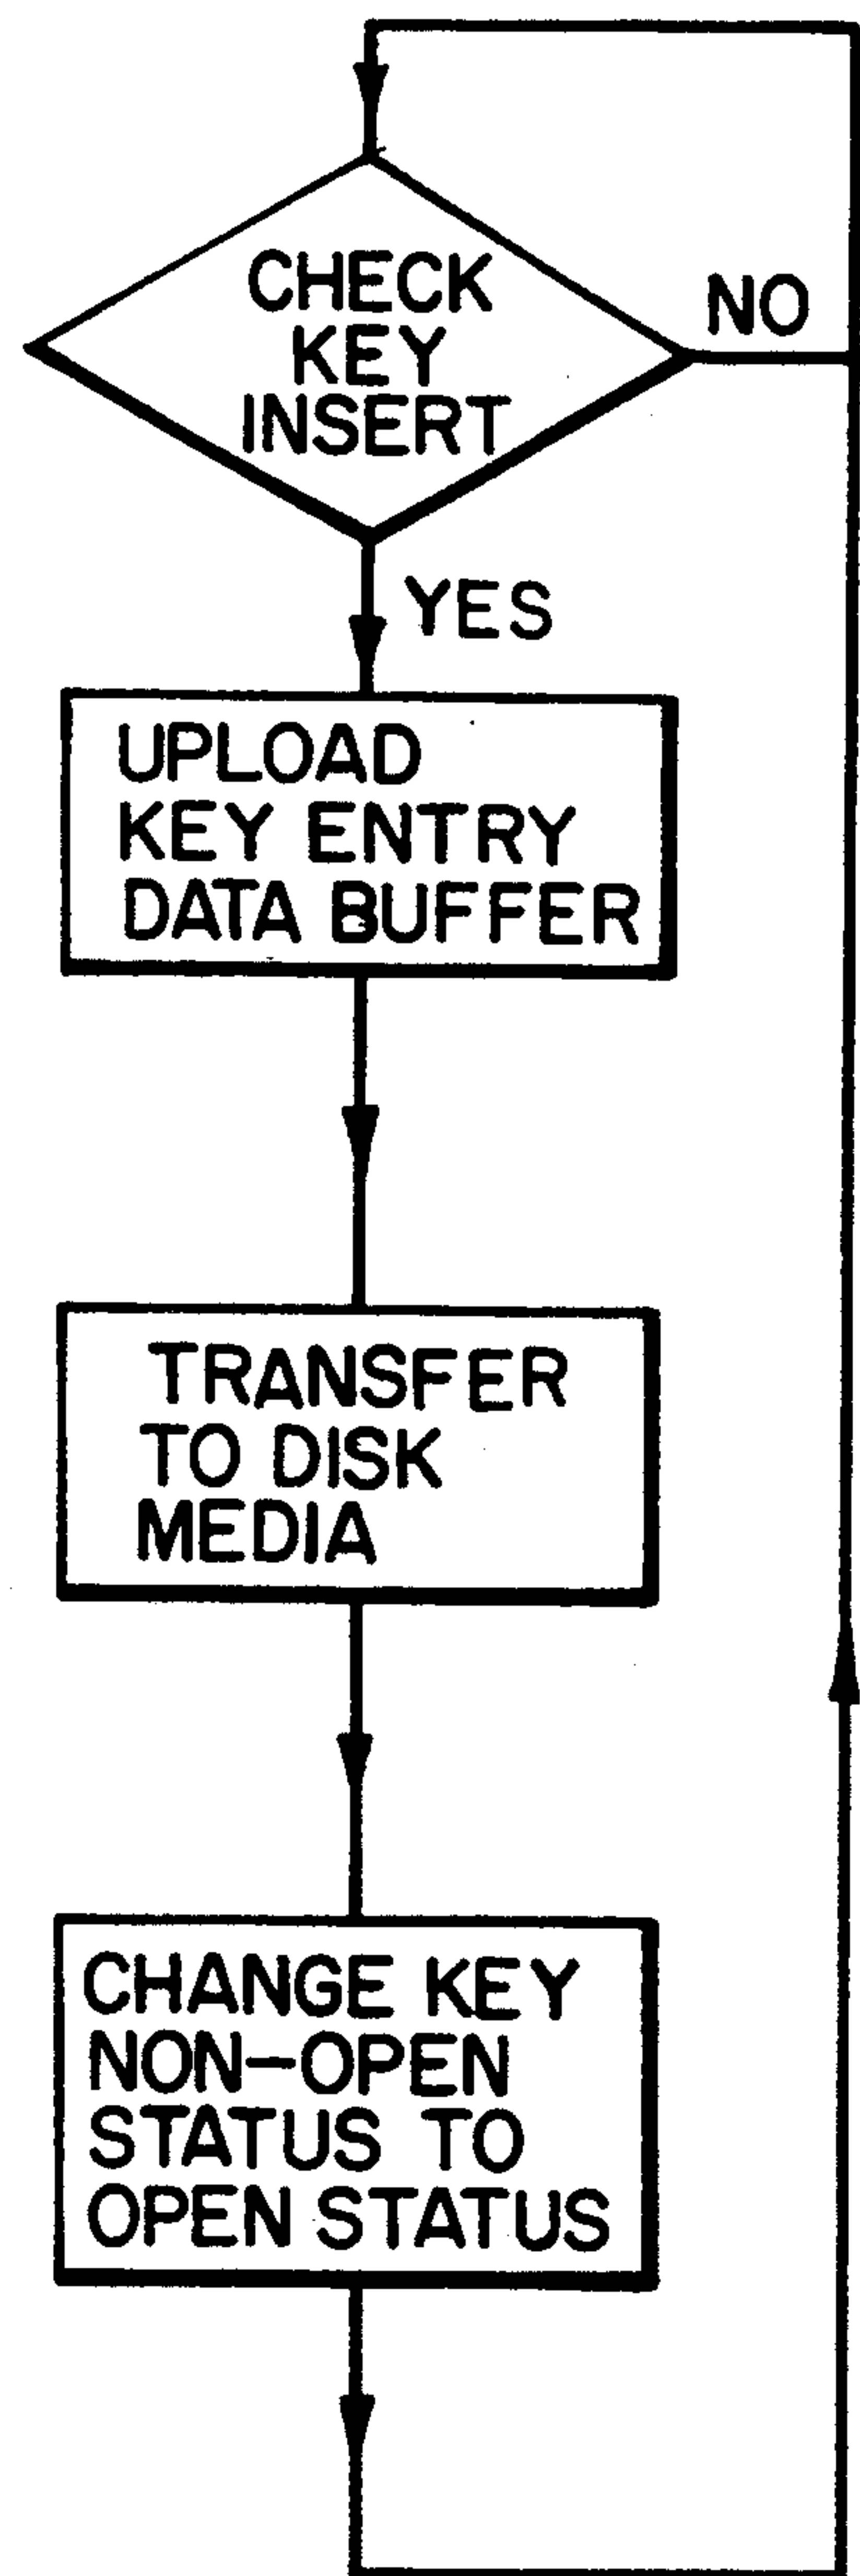 CHECK
KEY
INSERT
NO
YES
UPLOAD
KEY ENTRY
DATA BUFFER
TRANSFER
TO DISK
MEDIA
CHANGE KEY
NON-OPEN
STATUS TO
OPEN STATUS